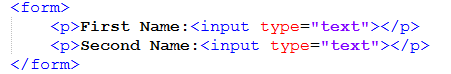 <form>
<p>First Name:<input type="text"></p>
<p>Second Name:<input type="text"></p>
</form>